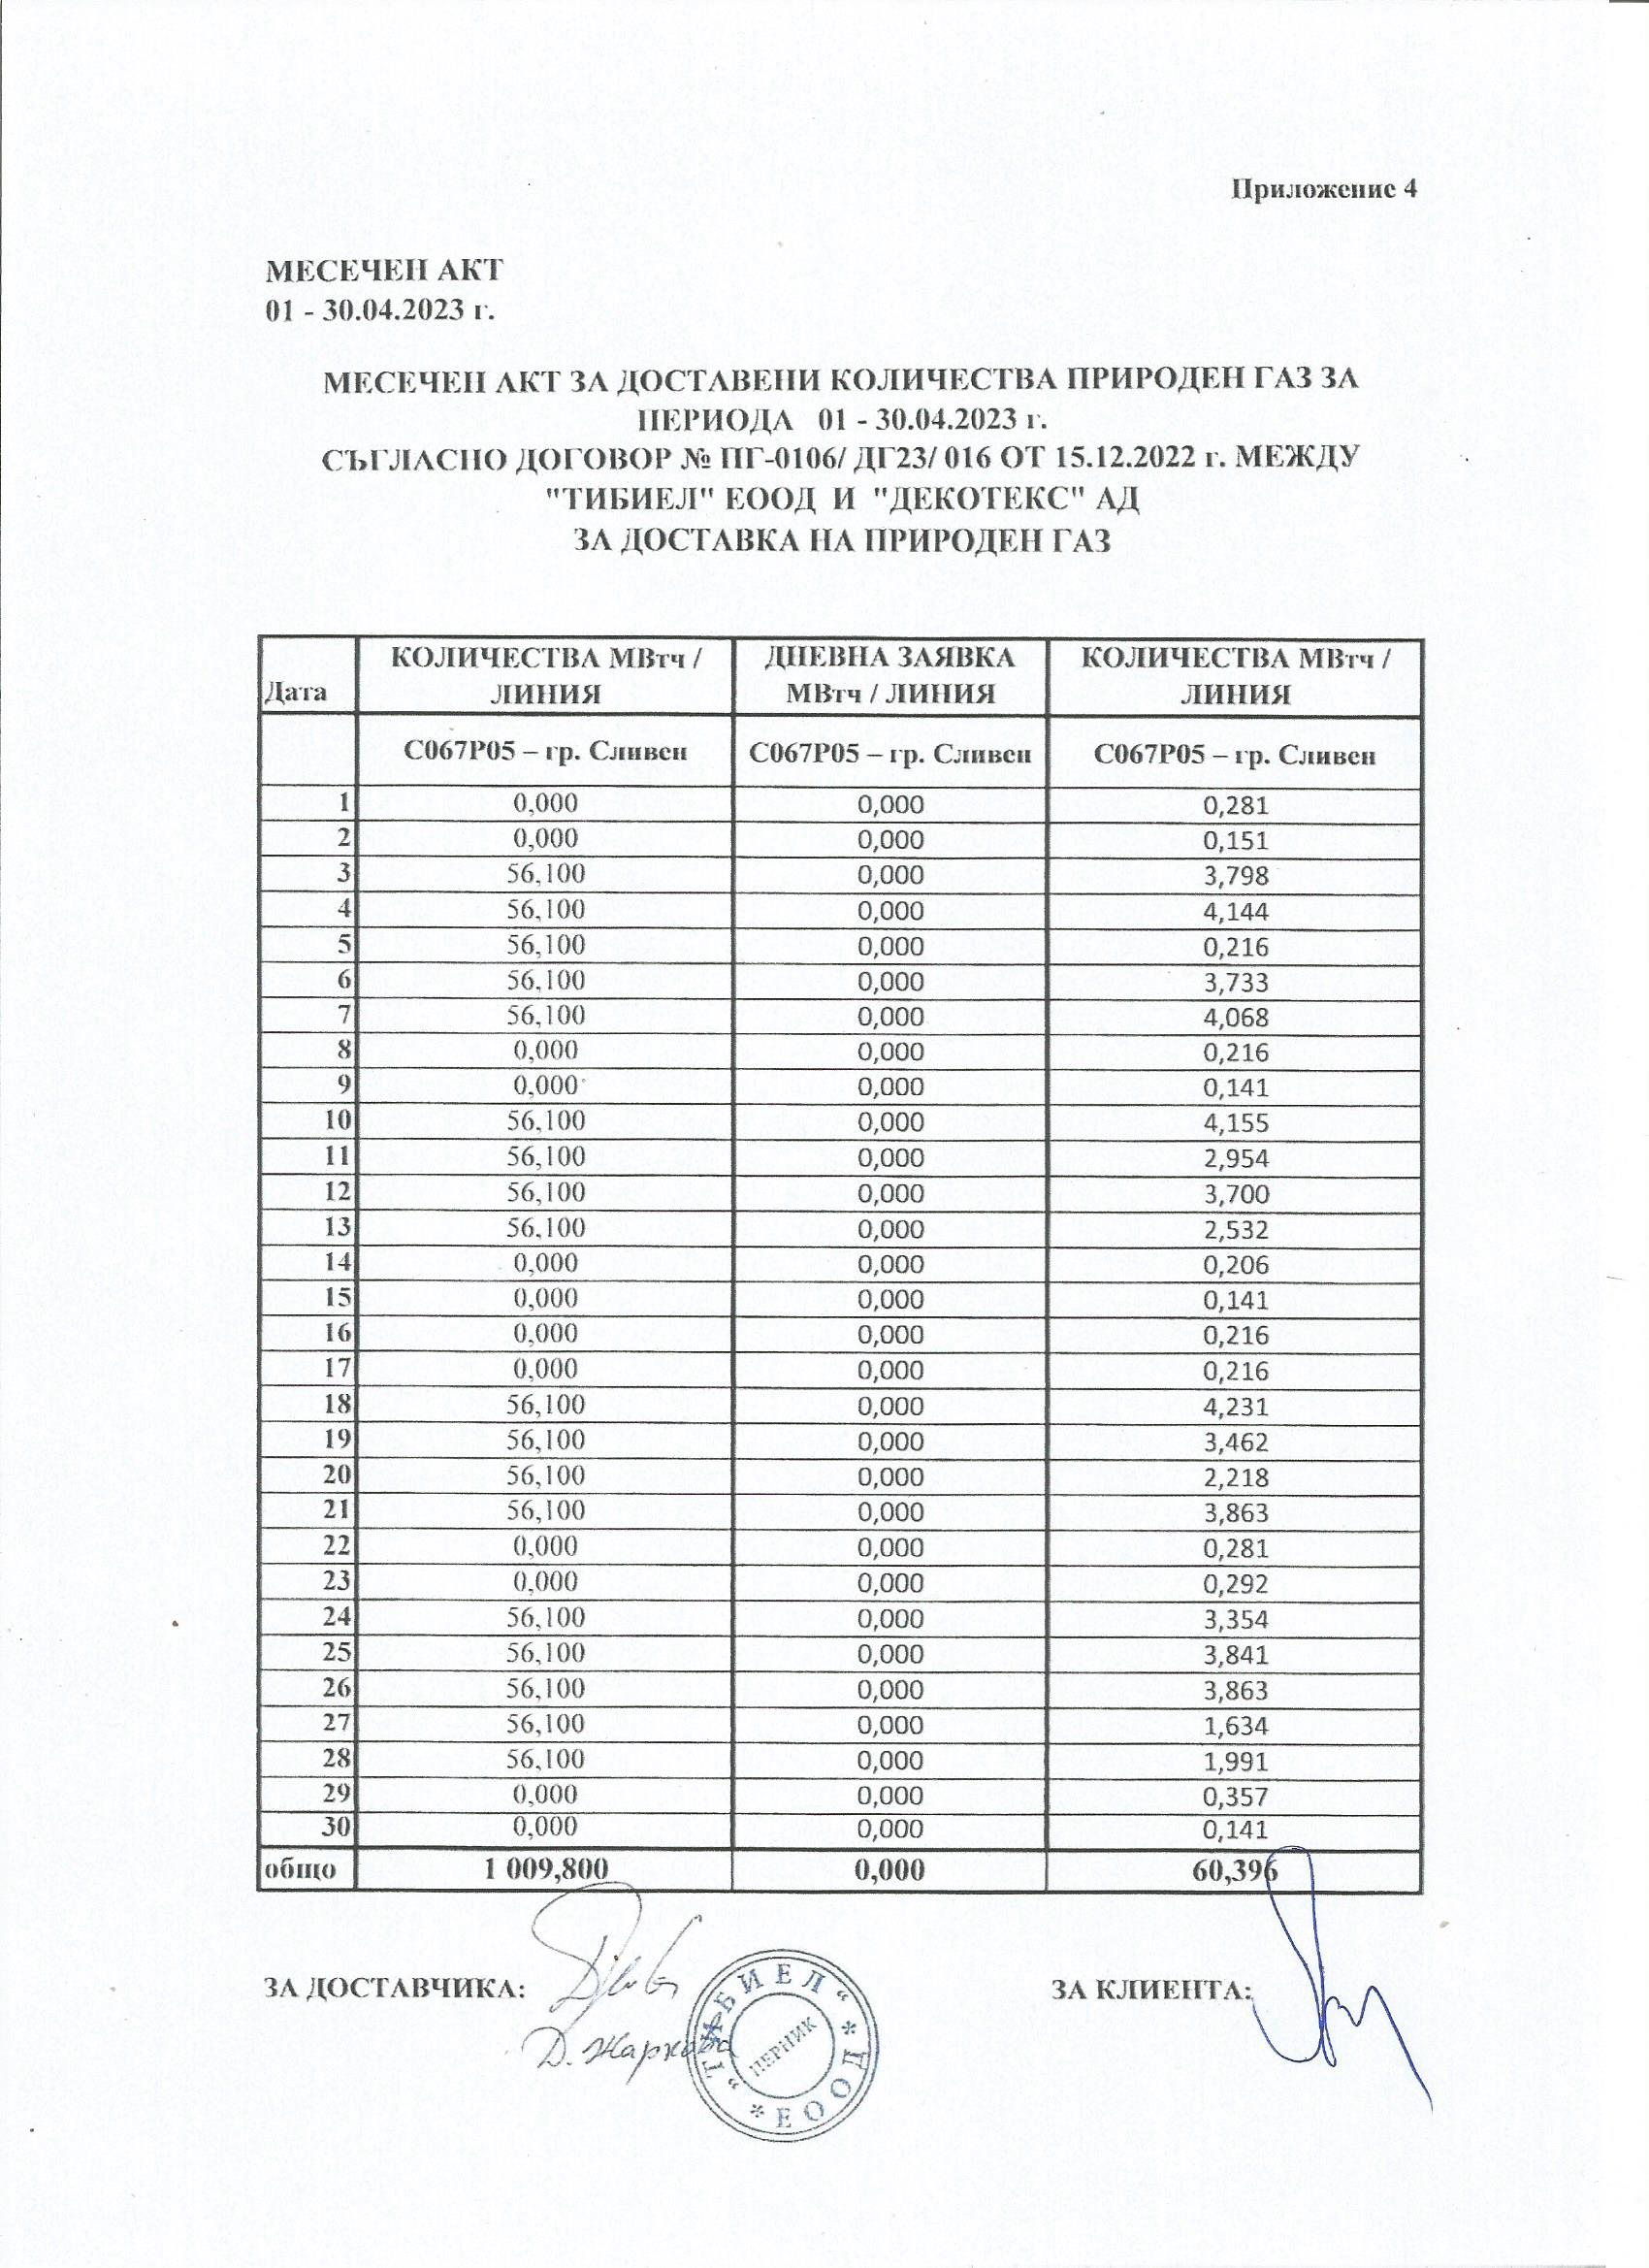 Приложение 4
МЕСЕЧЕН АКТ
01 - 30.04.2023 г.
МЕСЕЧЕН АКТ ЗА ДОСТАВЕНИ КОЛИЧЕСТВА ПРИРОДЕН ГАЗ ЗА
ПЕРИОДА 01 - 30.04.2023 г.
СЪГЛАСНО ДОГОВОР № ПГ-0106/ ДГ23/ 016 ОТ 15.12.2022 г. МЕЖДУ
"ТИБИЕЛ" ЕООД И "ДЕКОТЕКС" АД
ЗА ДОСТАВКА НА ПРИРОДЕН ГАЗ
Дата КОЛИЧЕСТВА МВтч / ЛИНИЯ ДНЕВНА ЗАЯВКА МВтч / ЛИНИЯ КОЛИЧЕСТВА МВтч / ЛИНИЯ
С067Р05 – гр. Сливен С067Р05 – гр. Сливен С067Р05 – гр. Сливен
1 0,000 0,000 0,281
2 0,000 0,000 0,151
3 56,100 0,000 3,798
4 56,100 0,000 4,144
5 56,100 0,000 0,216
6 56,100 0,000 3,733
7 56,100 0,000 4,068
8 0,000 0,000 0,216
9 0,000 0,000 0,141
10 56,100 0,000 4,155
11 56,100 0,000 2,954
12 56,100 0,000 3,700
13 56,100 0,000 2,532
14 0,000 0,000 0,206
15 0,000 0,000 0,141
16 0,000 0,000 0,216
17 0,000 0,000 0,216
18 56,100 0,000 4,231
19 56,100 0,000 3,462
20 56,100 0,000 2,218
21 56,100 0,000 3,863
22 0,000 0,000 0,281
23 0,000 0,000 0,292
24 56,100 0,000 3,354
25 56,100 0,000 3,841
26 56,100 0,000 3,863
27 56,100 0,000 1,634
28 56,100 0,000 1,991
29 0,000 0,000 0,357
30 0,000 0,000 0,141
общо 1 009,800 0,000 60,396
ЗА ДОСТАВЧИКА: ЗА КЛИЕНТА:
Д. Жаркова
"ТИБИЕЛ" * ЕООД *
ПЕРНИК